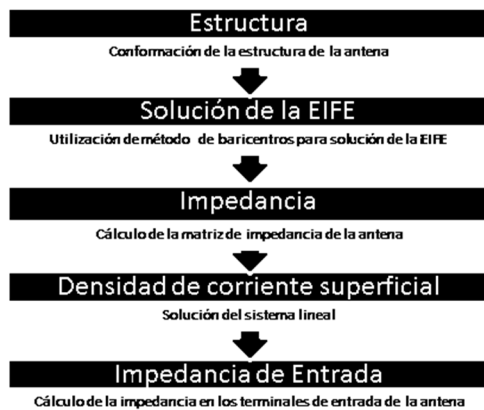 Estructura
Conformación de la estructura de la antena
Solución de la EIFE
Utilización de método de baricentros para solución de la EIFE
Impedancia
Cálculo de la matriz de impedancia de la antena
Densidad de corriente superficial
Solución del sistema lineal
Impedancia de Entrada
Cálculo de la impedancia en los terminales de entrada de la antena